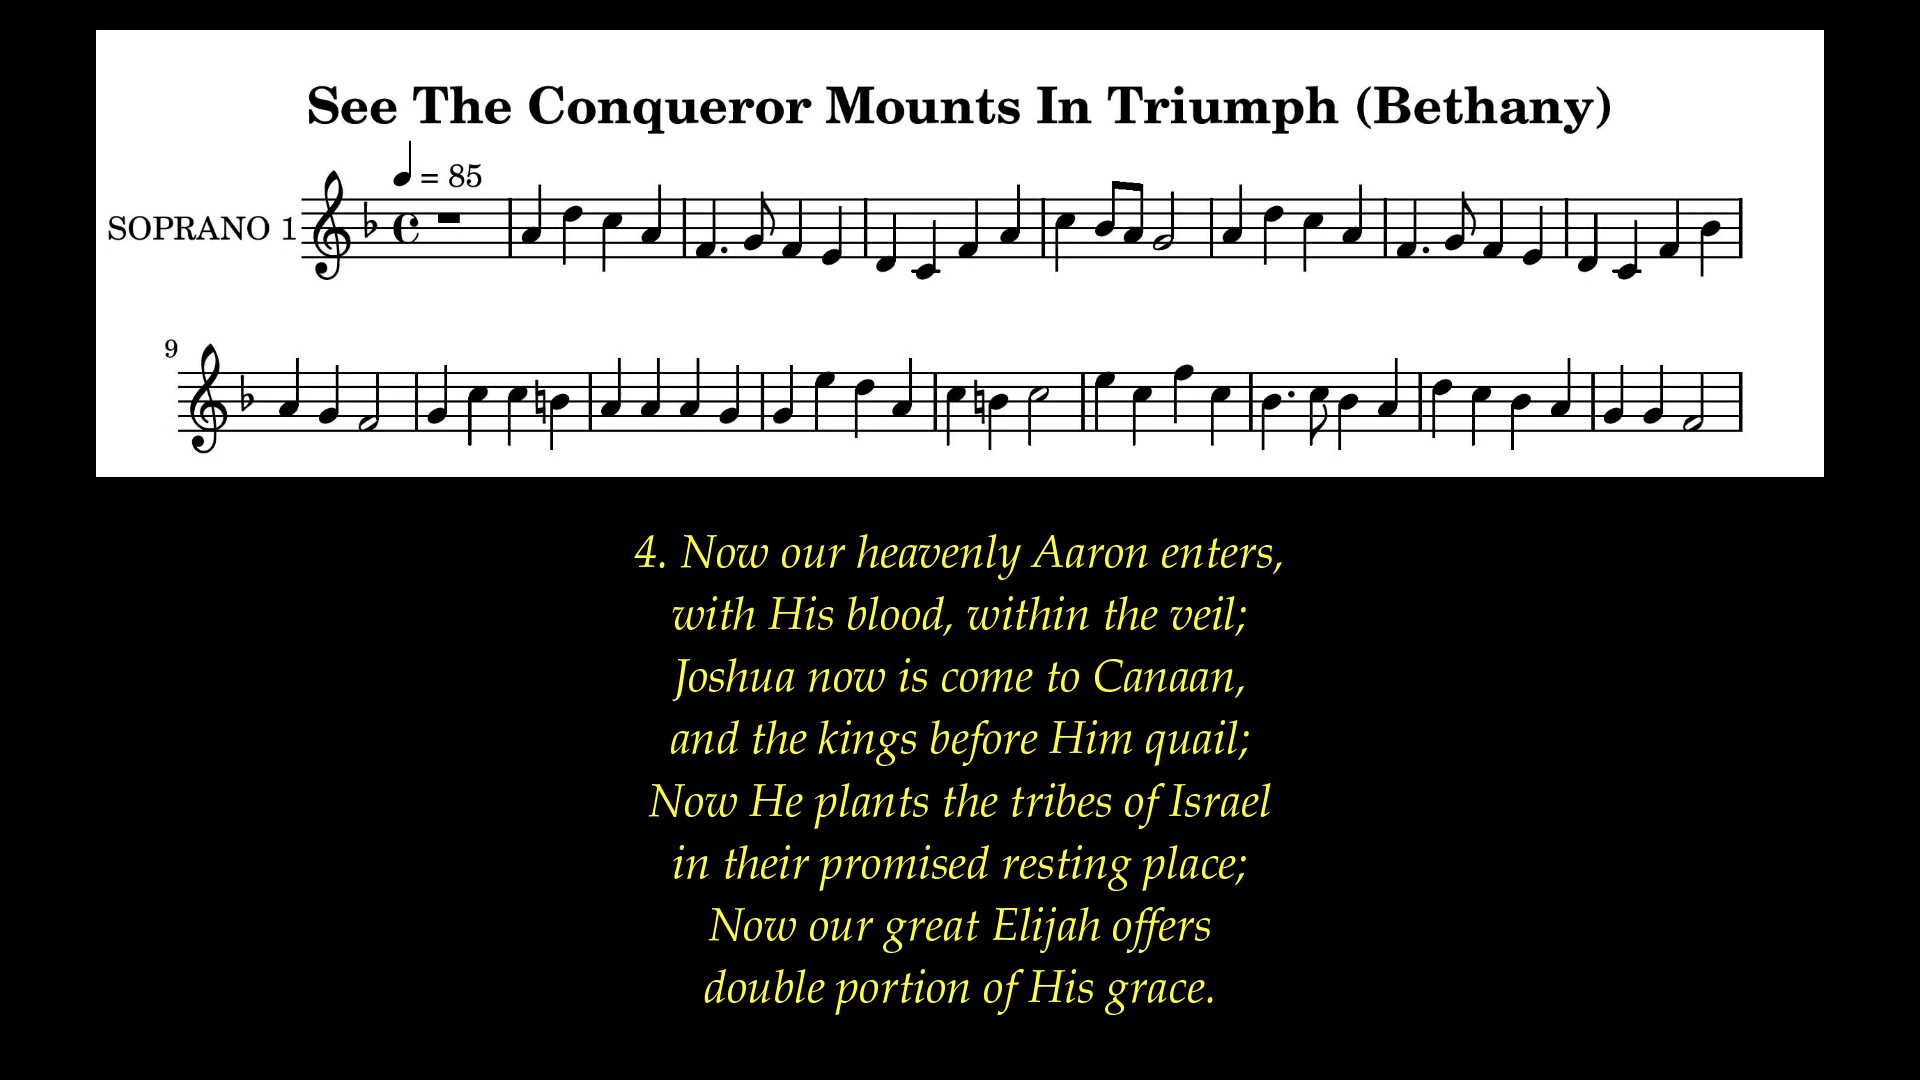 See The Conqueror Mounts In Triumph (Bethany)
= 85
SOPRANO 1
9
4. Now our heavenly Aaron enters,
with His blood, within the veil;
Joshua now is come to Canaan,
and the kings before Him quail;
Now He plants the tribes of Israel
in their promised resting place;
Now our great Elijah offers
double portion of His grace.